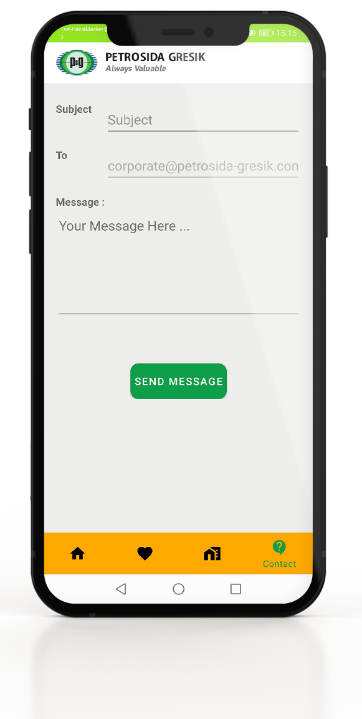 15:15
PETROSIDA GRESIK
Always Valuable
Subject
Subject
To
corporate@petrosida-gresik.con
Message :
Your Message Here ...
SEND MESSAGE
Contact